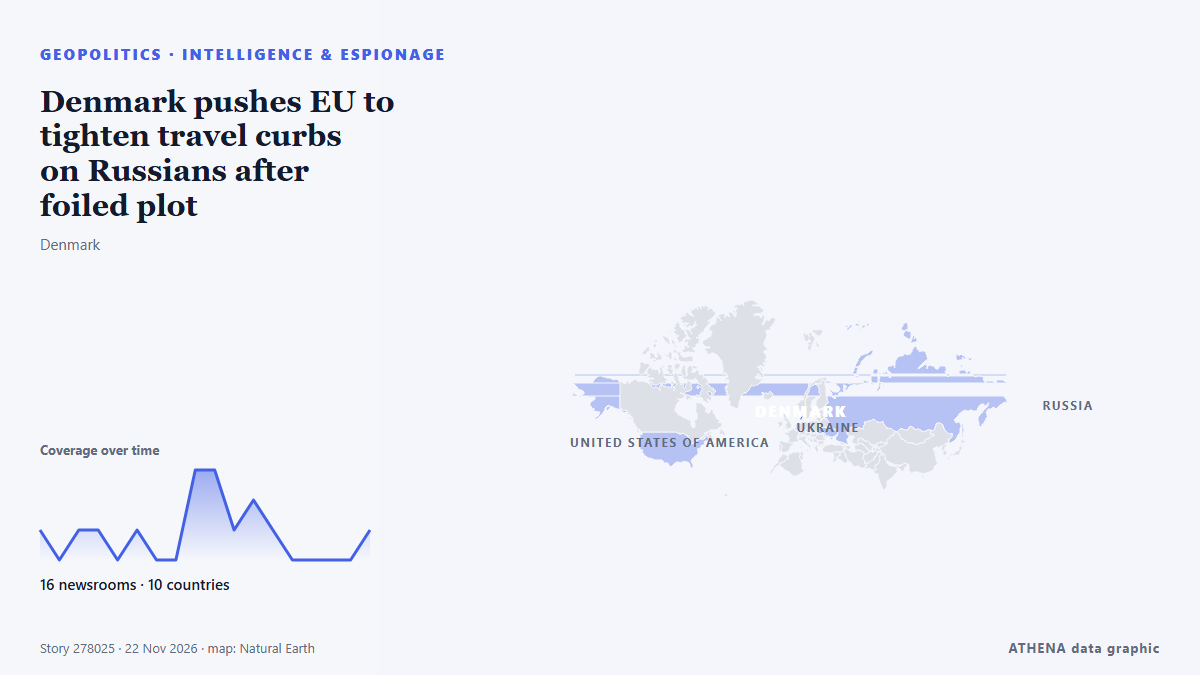 GEOPOLITICS · INTELLIGENCE & ESPIONAGE
Denmark pushes EU to
tighten travel curbs
on Russians after
foiled plot
Denmark
DENMARK
RUSSIA
UKRAINE
UNITED STATES OF AMERICA
Coverage over time
16 newsrooms · 10 countries
Story 278025 · 22 Nov 2026 · map: Natural Earth
ATHENA data graphic